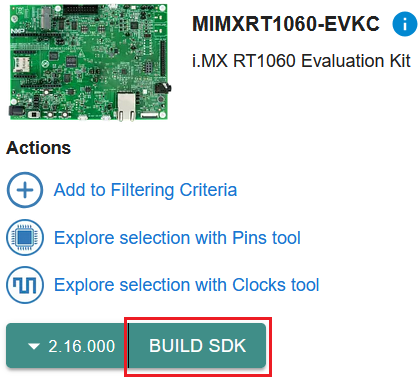 MIMXRT1060-EVKC
i.MX RT1060 Evaluation Kit
Actions
Add to Filtering Criteria
Explore selection with Pins tool
Explore selection with Clocks tool
2.16.000
BUILD SDK